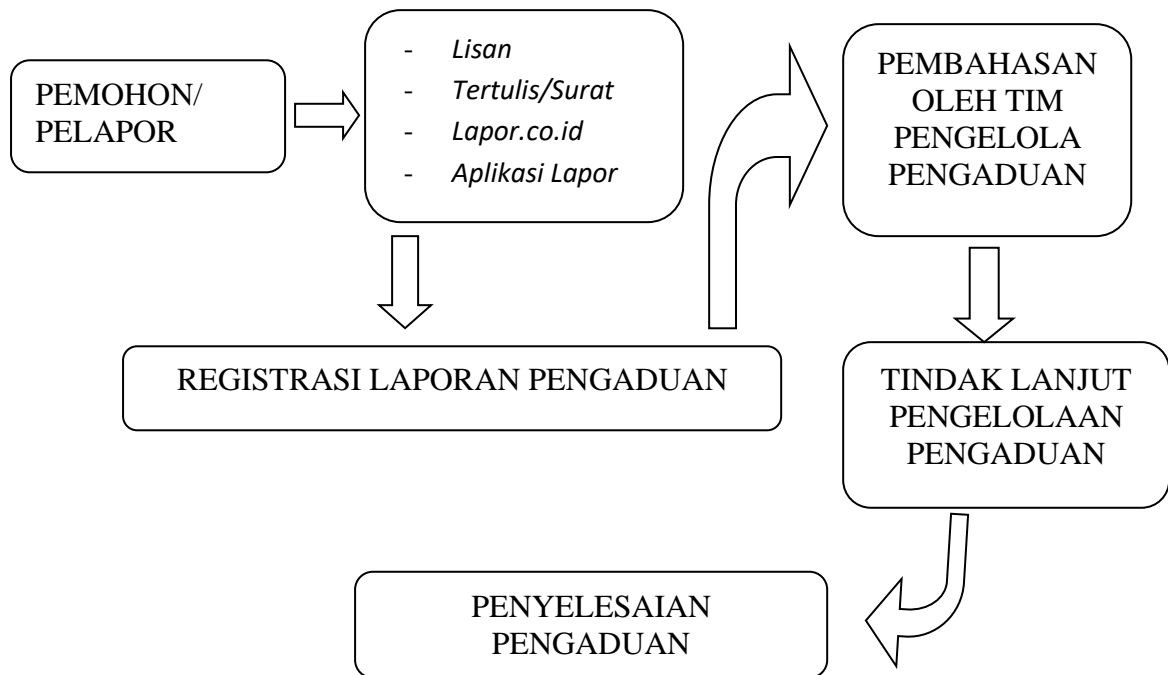 PEMOHON/
PELAPOR
- Lisan
- Tertulis/Surat
- Lapor.co.id
- Aplikasi Lapor
REGISTRASI LAPORAN PENGADUAN
PEMBAHASAN
OLEH TIM
PENGELOLA
PENGADUAN
TINDAK LANJUT
PENGELOLAAN
PENGADUAN
PENYELESAIAN
PENGADUAN